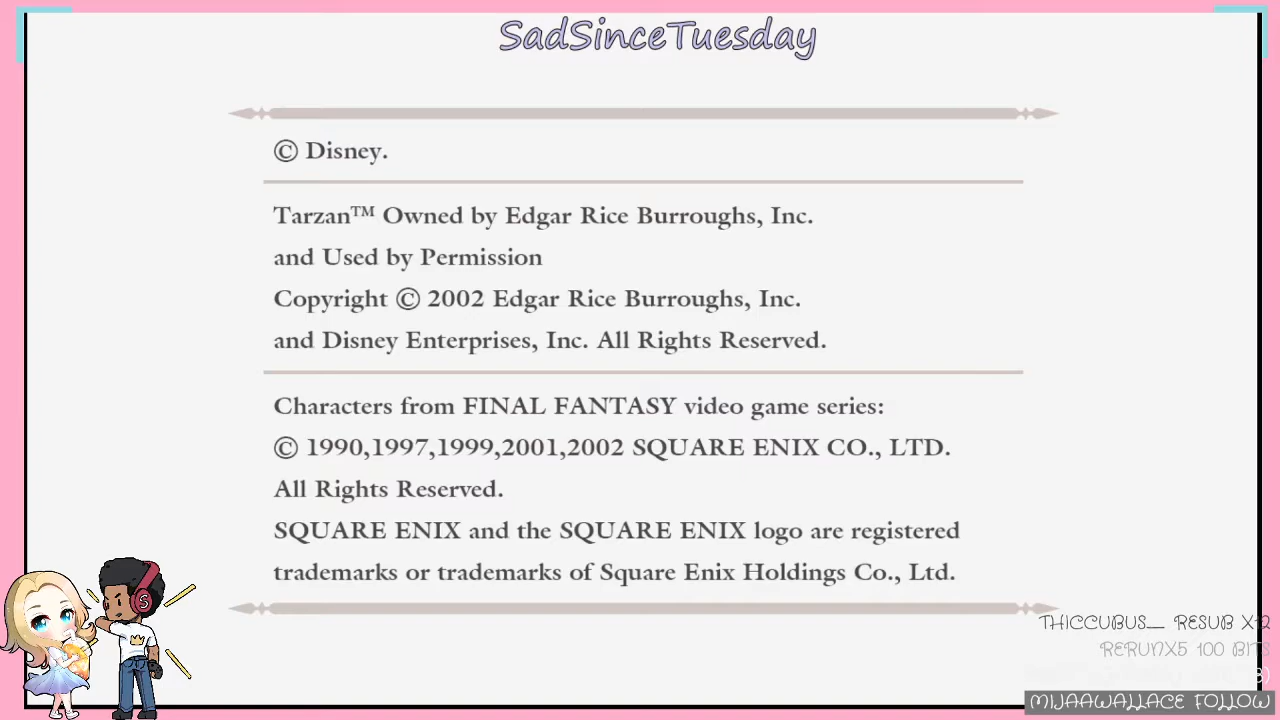 SadSinceTuesday
© Disney.
Tarzan™ Owned by Edgar Rice Burroughs, Inc.
and Used by Permission
Copyright © 2002 Edgar Rice Burroughs, Inc.
and Disney Enterprises, Inc. All Rights Reserved.
Characters from FINAL FANTASY video game series:
© 1990,1997,1999,2001,2002 SQUARE ENIX CO., LTD.
All Rights Reserved.
SQUARE ENIX and the SQUARE ENIX logo are registered
trademarks or trademarks of Square Enix Holdings Co., Ltd.
S
THICCUBUS__ RESUB X2
RERUNX5 100 BITS
MIJAAWALLACE FOLLOW